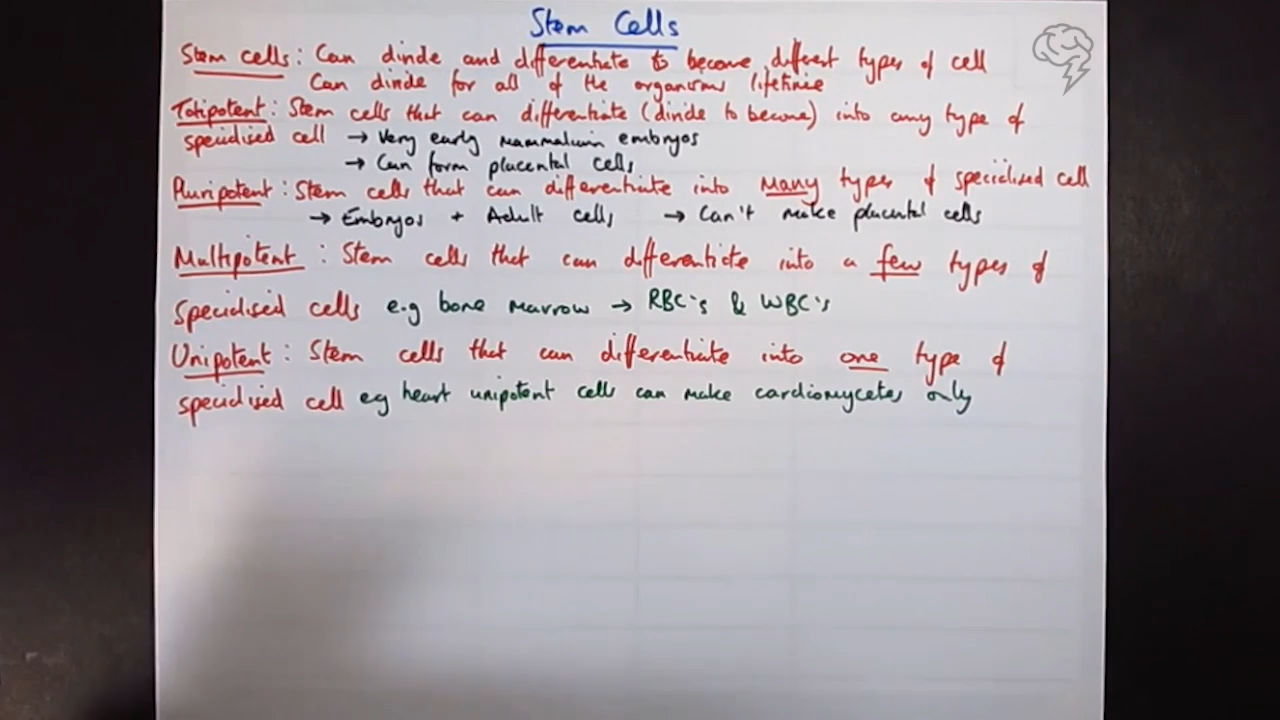 Stem Cells
Stem cells: Can divide and differentiate to become different types of cell
Can divide for all of the organisms lifetime
Totipotent: Stem cells that can differentiate (divide to become) into any type of
specialised cell → Very early mammalian embryos
→ Can form placental cells
Pluripotent: Stem cells that can differentiate into Many types of specialised cell
→ Embryos + Adult cells → Can't make placental cells
Multipotent: Stem cells that can differentiate into a few types of
specialised cells e.g bone marrow → RBC's & WBC's
Unipotent: Stem cells that can differentiate into one type of
specialised cell eg heart unipotent cells can make cardiomycetes only